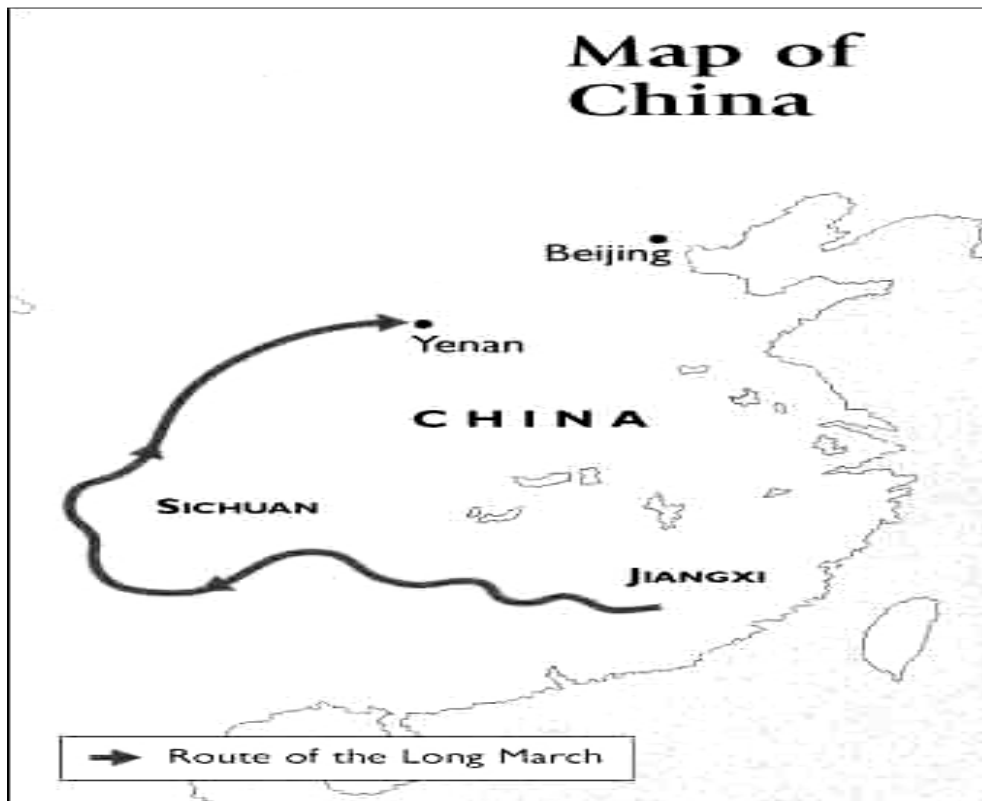 Map of
China
Beijing
Yenan
CHINA
SICHUAN
JIANGXI
Route of the Long March